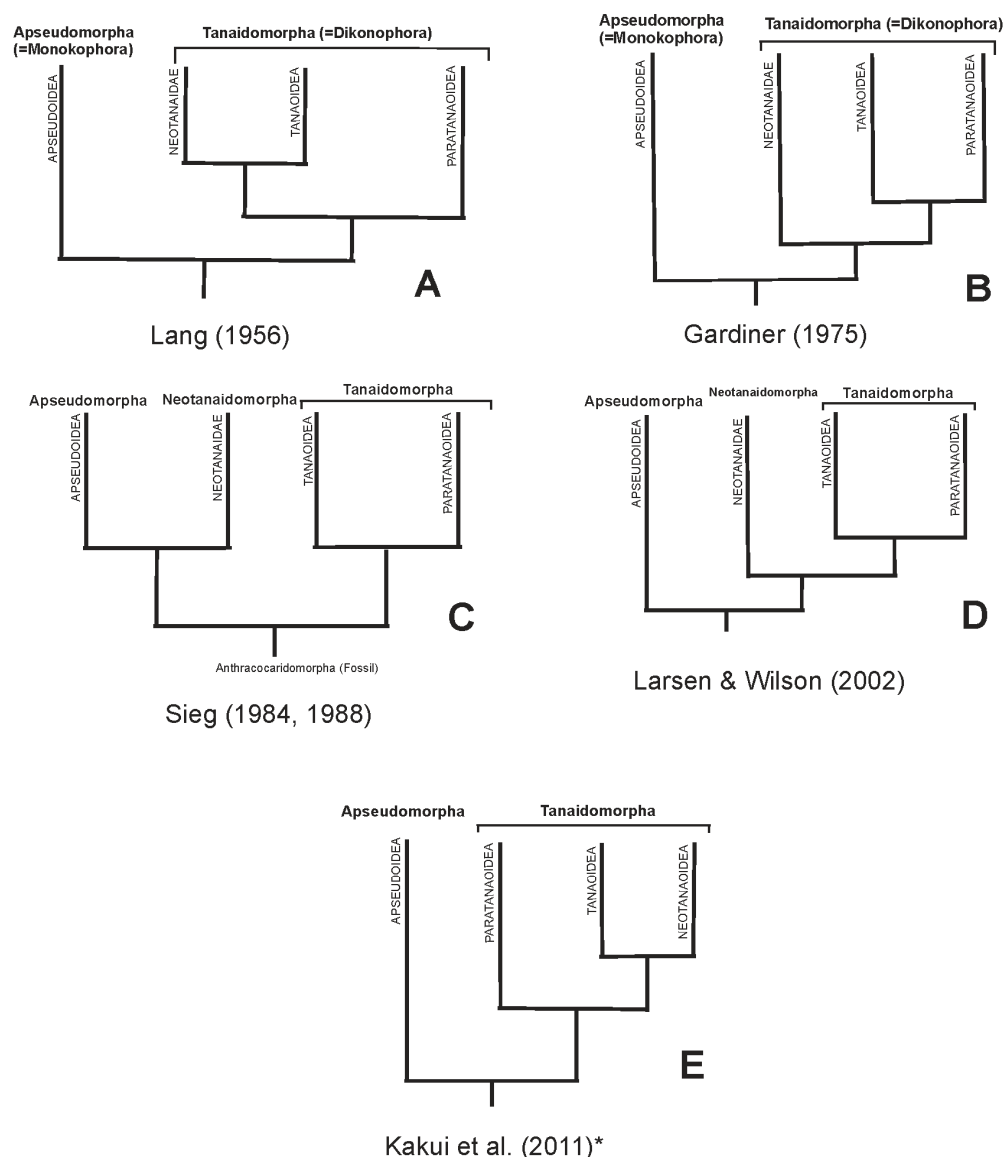 Apseudomorpha
(=Monokophora)
Tanaidomorpha (=Dikonophora)
APSEUDOIDEA
NEOTANAIDAE
TANAOIDEA
PARATANAOIDEA
A
Lang (1956)
Apseudomorpha
(=Monokophora)
Tanaidomorpha (=Dikonophora)
APSEUDOIDEA
NEOTANAIDAE
TANAOIDEA
PARATANAOIDEA
B
Gardiner (1975)
Apseudomorpha
Neotanaidomorpha
Tanaidomorpha
APSEUDOIDEA
NEOTANAIDAE
TANAOIDEA
PARATANAOIDEA
C
Anthracocaridomorpha (Fossil)
Sieg (1984, 1988)
Apseudomorpha
Neotanaidomorpha
Tanaidomorpha
APSEUDOIDEA
NEOTANAIDAE
TANAOIDEA
PARATANAOIDEA
D
Larsen & Wilson (2002)
Apseudomorpha
Tanaidomorpha
APSEUDOIDEA
PARATANAOIDEA
TANAOIDEA
NEOTANAOIDEA
E
Kakui et al. (2011)*